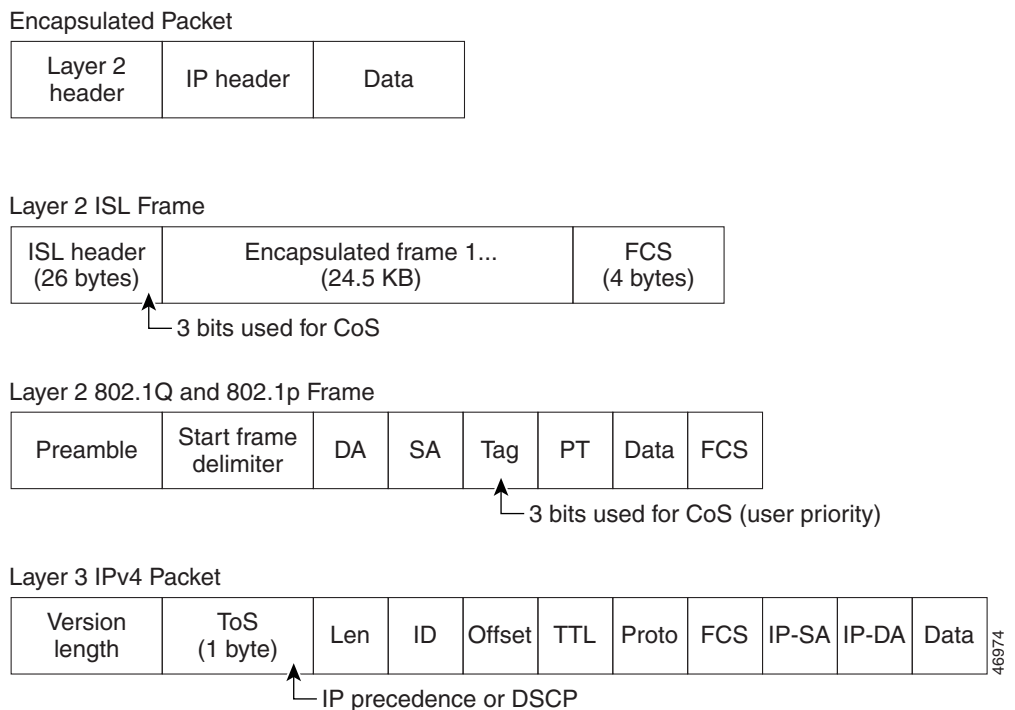 Encapsulated Packet
Layer 2
header
IP header
Data
Layer 2 ISL Frame
ISL header
(26 bytes)
Encapsulated frame 1...
(24.5 KB)
FCS
(4 bytes)
3 bits used for CoS
Layer 2 802.1Q and 802.1p Frame
Preamble
Start frame
delimiter
DA
SA
Tag
PT
Data
FCS
3 bits used for CoS (user priority)
Layer 3 IPv4 Packet
Version
length
ToS
(1 byte)
Len
ID
Offset
TTL
Proto
FCS
IP-SA
IP-DA
Data
46974
IP precedence or DSCP